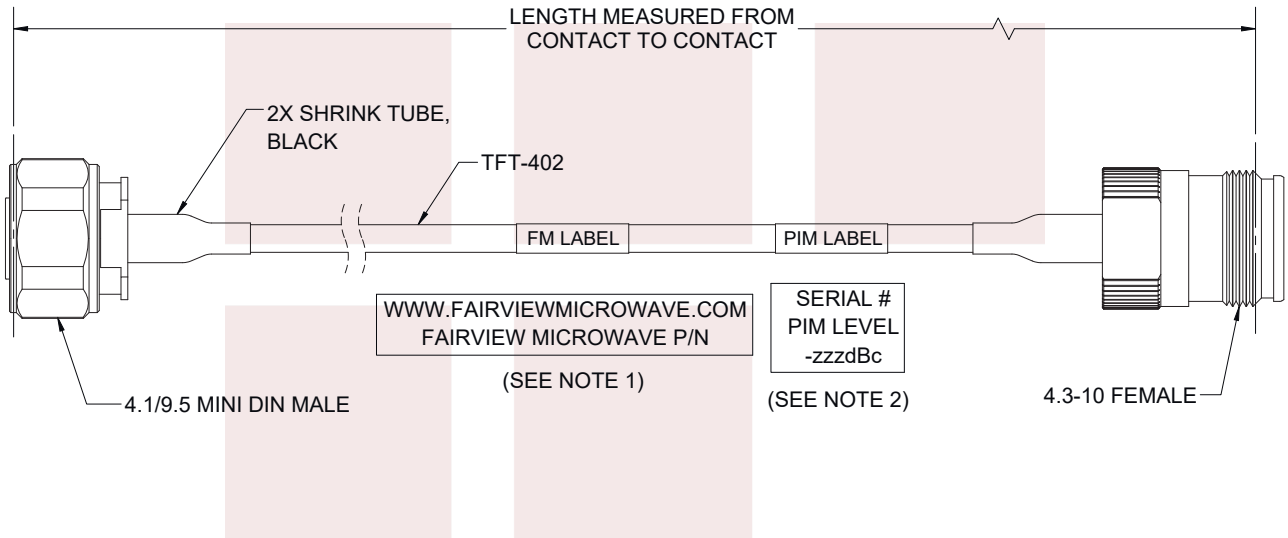 LENGTH MEASURED FROM
CONTACT TO CONTACT
2X SHRINK TUBE,
BLACK
TFT-402
FM LABEL
PIM LABEL
WWW.FAIRVIEWMICROWAVE.COM
FAIRVIEW MICROWAVE P/N
(SEE NOTE 1)
SERIAL #
PIM LEVEL
-zzzdBc
(SEE NOTE 2)
4.1/9.5 MINI DIN MALE
4.3-10 FEMALE